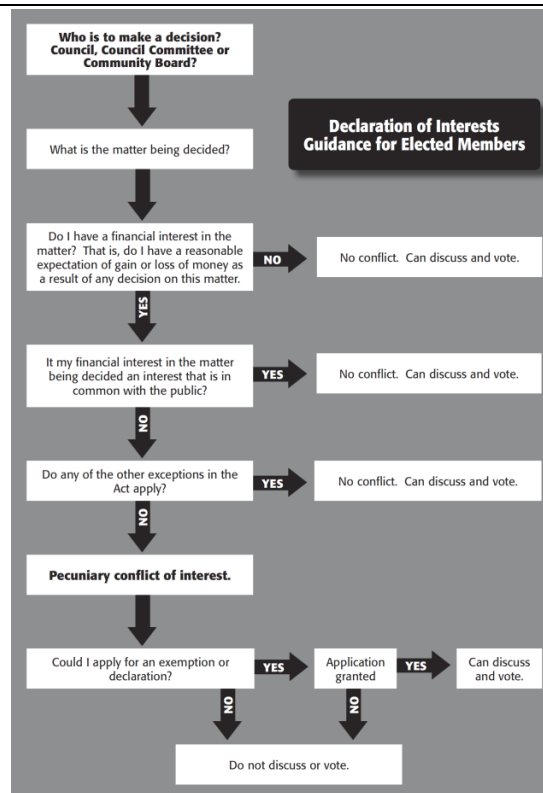 Who is to make a decision?
Council, Council Committee or
Community Board?
Declaration of Interests
Guidance for Elected Members
What is the matter being decided?
Do I have a financial interest in the
matter? That is, do I have a reasonable
expectation of gain or loss of money as
a result of any decision on this matter.
NO
No conflict. Can discuss and vote.
YES
It my financial interest in the matter
being decided an interest that is in
common with the public?
YES
No conflict. Can discuss and vote.
NO
Do any of the other exceptions in the
Act apply?
YES
No conflict. Can discuss and vote.
NO
Pecuniary conflict of interest.
Could I apply for an exemption or
declaration?
YES
Application
granted
YES
Can discuss
and vote.
NO
NO
Do not discuss or vote.